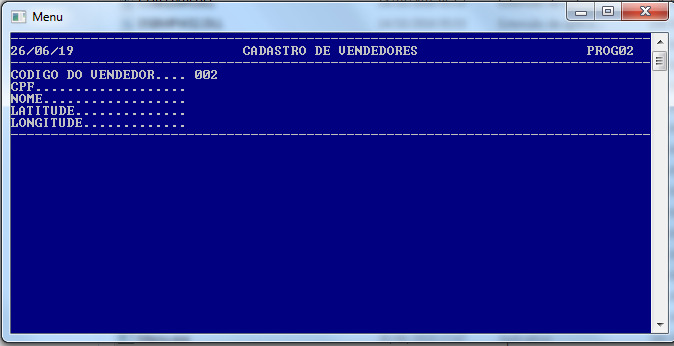 Menu
26/06/19 CADASTRO DE VENDEDORES PROG02
CODIGO DO VENDEDOR.... 002
CPF...................
NOME..................
LATITUDE..............
LONGITUDE.............